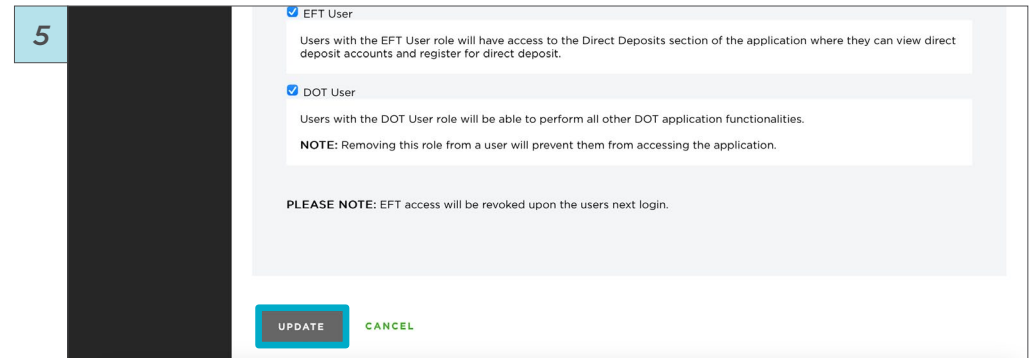 5
EFT User
Users with the EFT User role will have access to the Direct Deposits section of the application where they can view direct
deposit accounts and register for direct deposit.
DOT User
Users with the DOT User role will be able to perform all other DOT application functionalities.
NOTE: Removing this role from a user will prevent them from accessing the application.
PLEASE NOTE: EFT access will be revoked upon the users next login.
UPDATE CANCEL